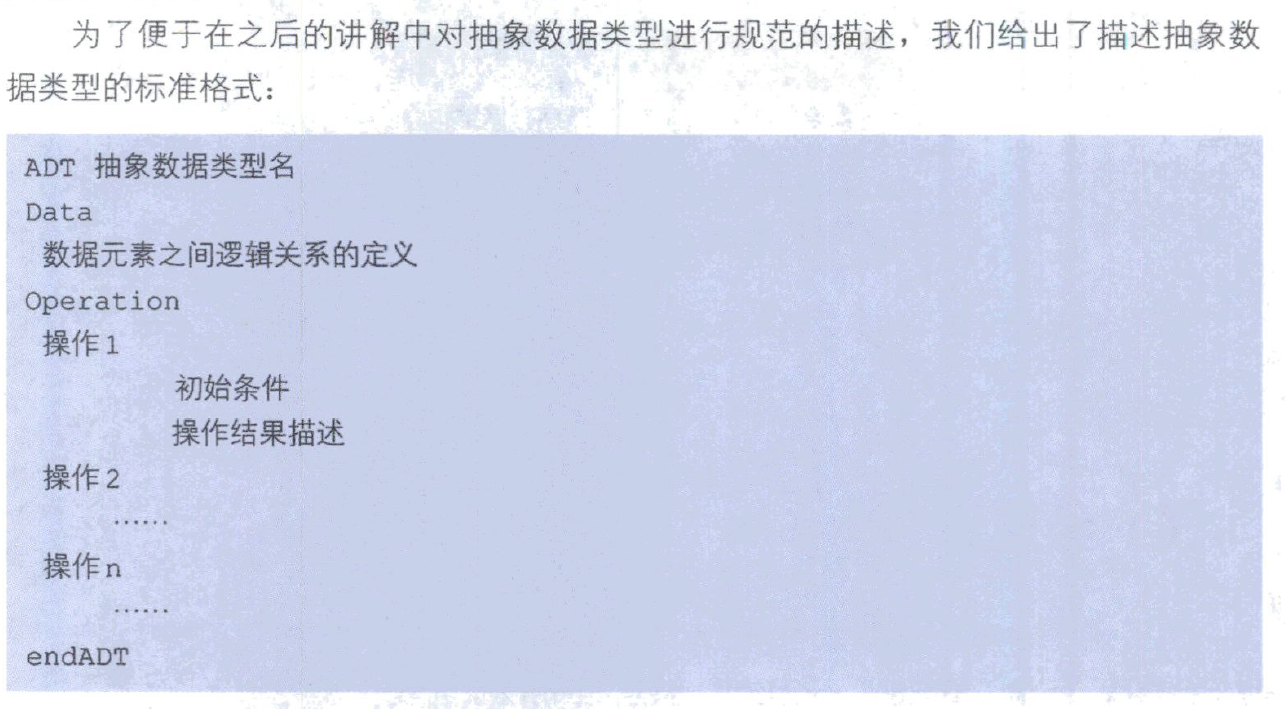 为了便于在之后的讲解中对抽象数据类型进行规范的描述，我们给出了描述抽象数
据类型的标准格式：
ADT 抽象数据类型名
Data
数据元素之间逻辑关系的定义
Operation
操作1
初始条件
操作结果描述
操作2
……
操作n
……
endADT